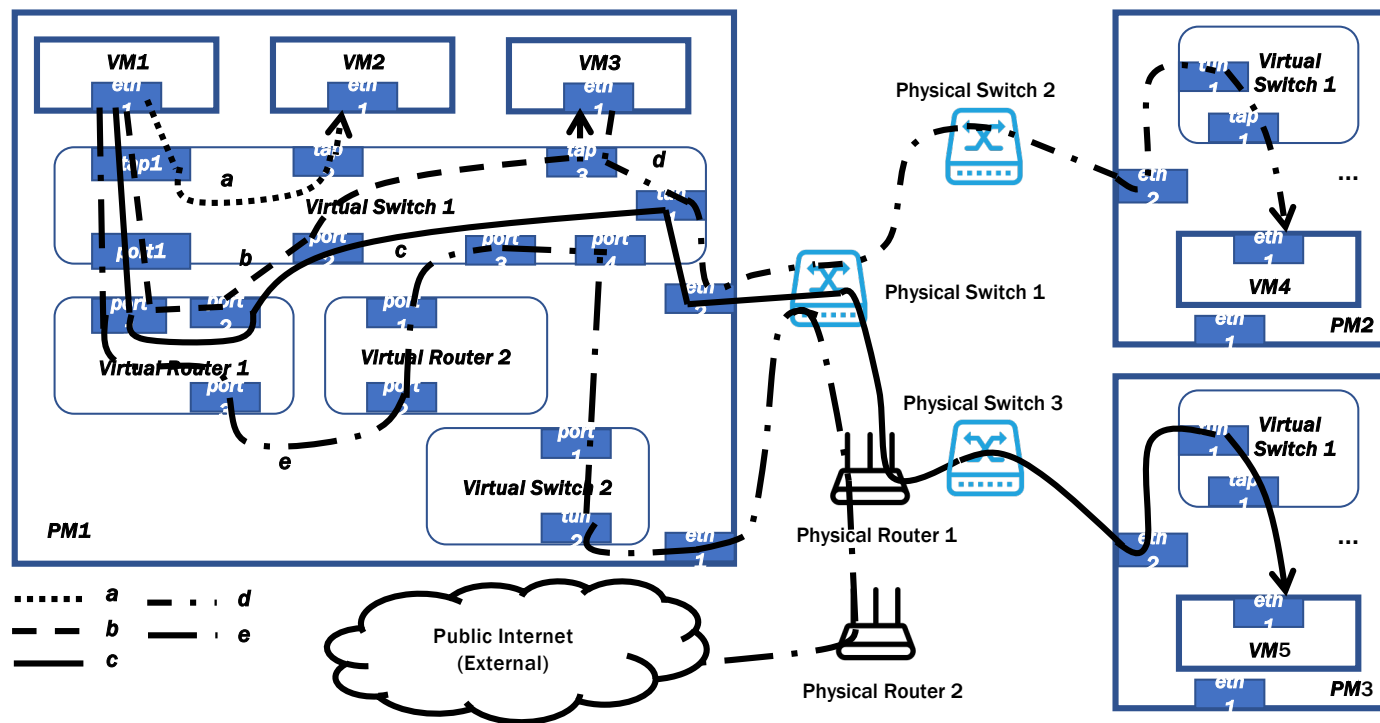 VM1
eth
1
VM2
eth
1
VM3
eth
1
tap1
tap
tap
3
a
d
Virtual Switch 1
tun
1
port1
b
port
2
c
port
3
port
4
eth
2
port
port
2
Virtual Router 1
port
3
port
1
Virtual Router 2
port
2
e
port
1
Virtual Switch 2
tun
2
eth
1
PM1
Physical Switch 2
Physical Switch 1
Physical Switch 3
Physical Router 1
Physical Router 2
Public Internet
(External)
tun
1
Virtual
Switch 1
tap
1
...
eth
2
eth
1
VM4
eth
1
PM2
tun
1
Virtual
Switch 1
tap
1
...
eth
2
eth
1
VM5
eth
1
PM3
a
b
c
d
e